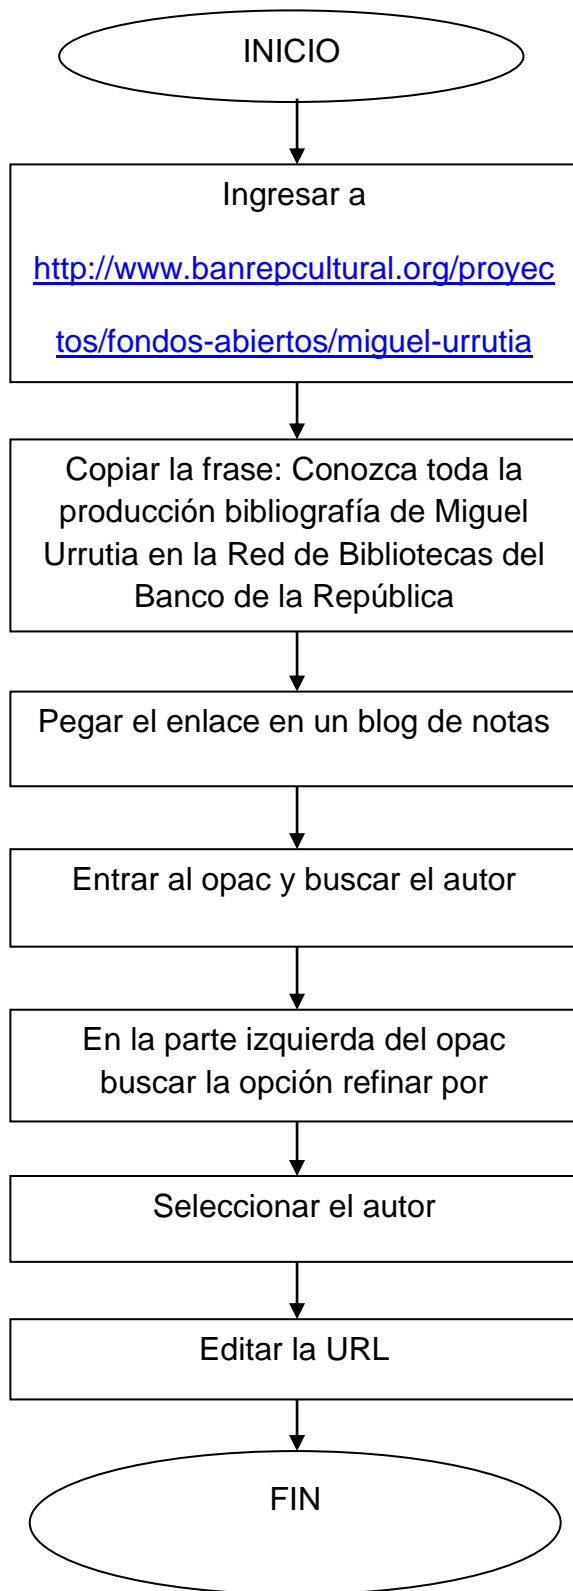 INICIO
Ingresar a
http://www.banrepcultural.org/proyec
tos/fondos-abiertos/miguel-urrutia
Copiar la frase: Conozca toda la
producción bibliografía de Miguel
Urrutia en la Red de Bibliotecas del
Banco de la República
Pegar el enlace en un blog de notas
Entrar al opac y buscar el autor
En la parte izquierda del opac
buscar la opción refinar por
Seleccionar el autor
Editar la URL
FIN